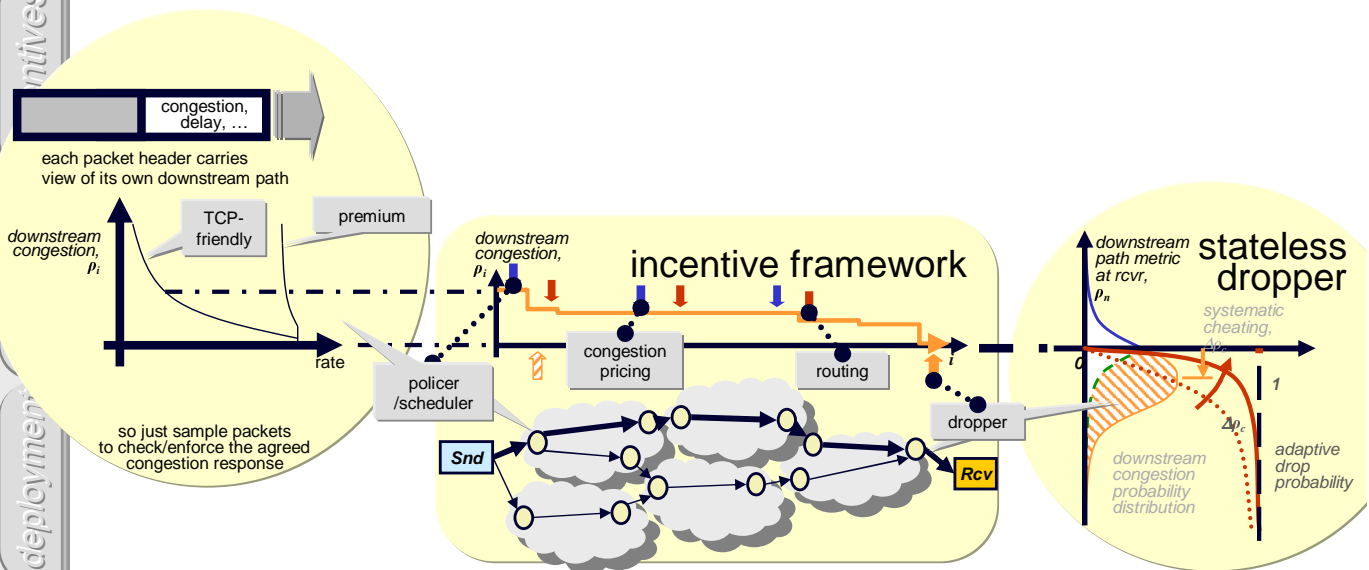 entives
deployment
congestion,
delay, …
each packet header carries
view of its own downstream path
downstream
congestion,
ρi
TCP-
friendly
premium
rate
so just sample packets
to check/enforce the agreed
congestion response
policer
/scheduler
downstream
congestion,
ρi
incentive framework
congestion
pricing
routing
i
dropper
Snd
Rcv
downstream
path metric
at rcvr,
ρn
stateless
dropper
systematic
cheating,
Δρc
0
1
Δρc
adaptive
drop
probability
downstream
congestion
probability
distribution